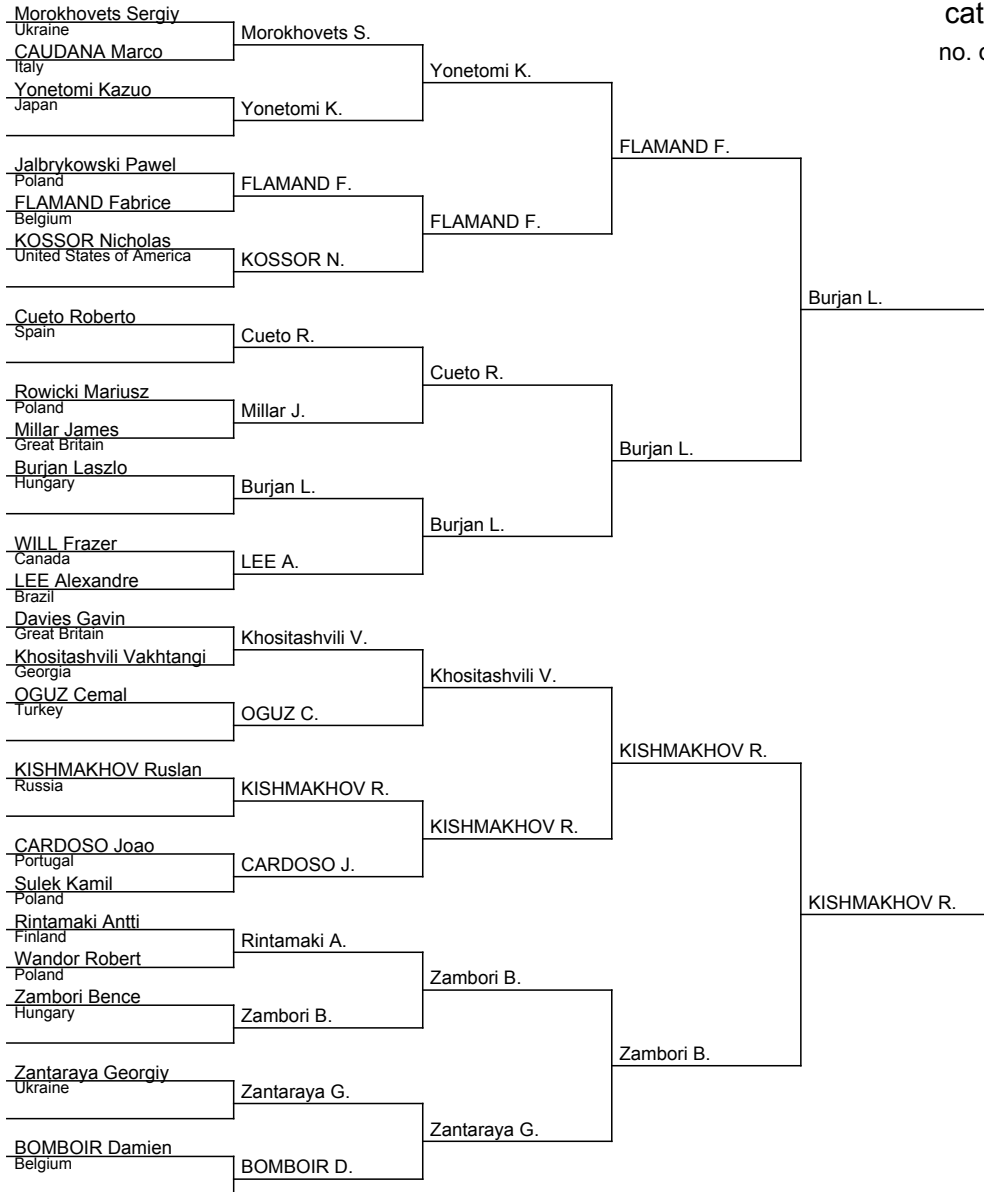 Morokhovets Sergiy
Ukraine
CAUDANA Marco
Italy
Yonetomi Kazuo
Japan
Jalbrykowski Pawel
Poland
FLAMAND Fabrice
Belgium
KOSSOR Nicholas
United States of America
Cueto Roberto
Spain
Rowicki Mariusz
Poland
Millar James
Great Britain
Burjan Laszlo
Hungary
WILL Frazer
Canada
LEE Alexandre
Brazil
Davies Gavin
Great Britain
Khositashvili Vakhtangi
Georgia
OGUZ Cemal
Turkey
KISHMAKHOV Ruslan
Russia
CARDOSO Joao
Portugal
Sulek Kamil
Poland
Rintamaki Antti
Finland
Wandor Robert
Poland
Zambori Bence
Hungary
Zantaraya Georgiy
Ukraine
BOMBOIR Damien
Belgium
Morokhovets S.
Yonetomi K.
FLAMAND F.
KOSSOR N.
Cueto R.
Millar J.
Burjan L.
LEE A.
Khositashvili V.
OGUZ C.
KISHMAKHOV R.
CARDOSO J.
Rintamaki A.
Zambori B.
Zantaraya G.
BOMBOIR D.
Yonetomi K.
FLAMAND F.
Cueto R.
Burjan L.
Khositashvili V.
KISHMAKHOV R.
Zambori B.
Zantaraya G.
FLAMAND F.
Burjan L.
KISHMAKHOV R.
Zambori B.
Burjan L.
KISHMAKHOV R.
cat
no.